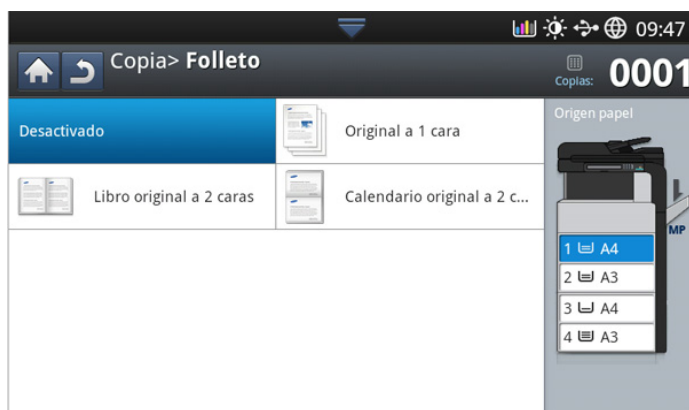 09:47
Copia> Folleto
Copias: 0001
Desactivado
Original a 1 cara
Libro original a 2 caras
Calendario original a 2 c...
Origen papel
MP
1 A4
2 A3
3 A4
4 A3